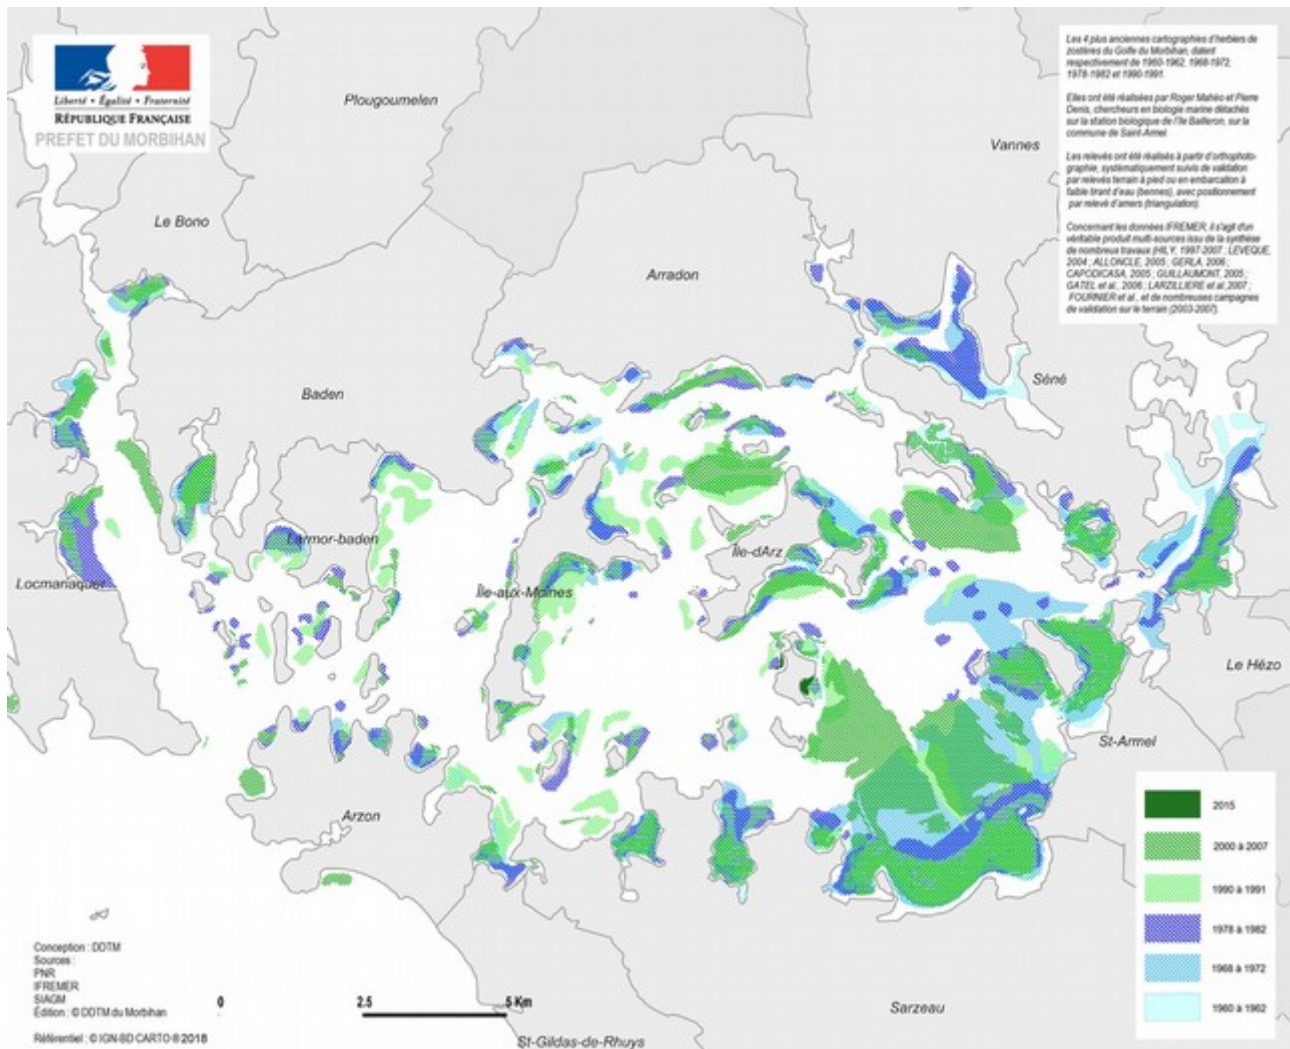 Liberté • Égalité • Fraternité
RÉPUBLIQUE FRANÇAISE
PREFET DU MORBIHAN
Les 4 plus anciennes cartographies d'herbiers de
zostères du Golfe du Morbihan, datent
respectivement de 1960-1962, 1968-1972,
1978-1982 et 1990-1991.
Elles ont été réalisées par Roger Mahéo et Pierre
Denis, chercheurs en biologie marine détachés
sur la station biologique de l'île Bailleron, sur la
commune de Saint-Armel.
Les relevés ont été réalisés à partir d'orthophoto-
graphie, systématiquement suivis de validation
par relevés terrain à pied ou en embarcation à
faible tirant d'eau (bennes), avec positionnement
par relevé d'amers (triangulation).
Concernant les données IFREMER, il s'agit d'un
véritable produit multi-sources issu de la synthèse
de nombreux travaux (HILY, 1997-2007 ; LEVEQUE,
2004 ; ALLONCLE, 2005 ; GERLA, 2006 ;
CAPODICASA, 2005 ; GUILLAUMONT, 2005 ;
GATEL et al., 2006 ; LARZILLIERE et al,2007 ;
FOURNIER et al., et de nombreuses campagnes
de validation sur le terrain (2003-2007).
Plougoumelen
Vannes
Le Bono
Arradon
Séné
Baden
Larmor-baden
Île-d'Arz
Locmariaquer
Île-aux-Moines
Le Hézo
St-Armel
Arzon
Sarzeau
St-Gildas-de-Rhuys
2015
2000 à 2007
1990 à 1991
1978 à 1982
1968 à 1972
1960 à 1962
Conception : DDTM
Sources :
PNR
IFREMER
SIAGM
Édition : © DDTM du Morbihan
Référentiel : © IGN-BD CARTO ® 2018
0 2.5 5 Km